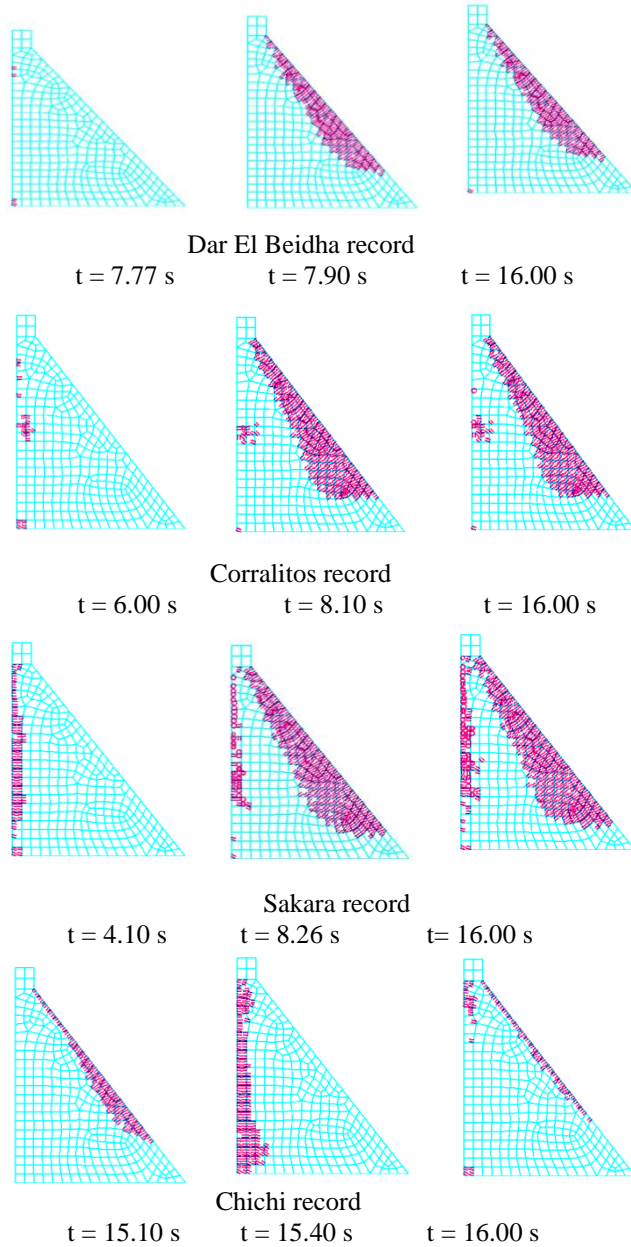 Dar El Beidha record
t = 7.77 s t = 7.90 s t = 16.00 s
Corralitos record
t = 6.00 s t = 8.10 s t = 16.00 s
Sakara record
t = 4.10 s t = 8.26 s t= 16.00 s
Chichi record
t = 15.10 s t = 15.40 s t = 16.00 s